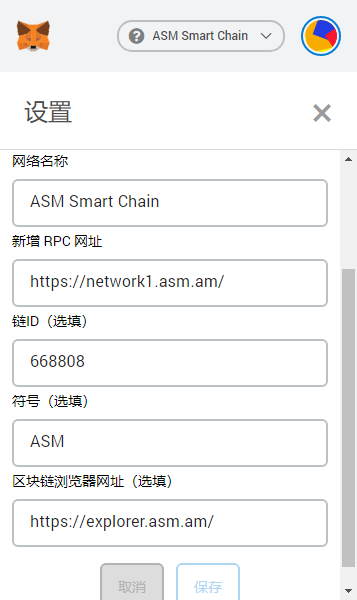 ASM Smart Chain
设置
网络名称
ASM Smart Chain
新增 RPC 网址
https://network1.asm.am/
链ID（选填）
668808
符号（选填）
ASM
区块链浏览器网址（选填）
https://explorer.asm.am/
取消 保存